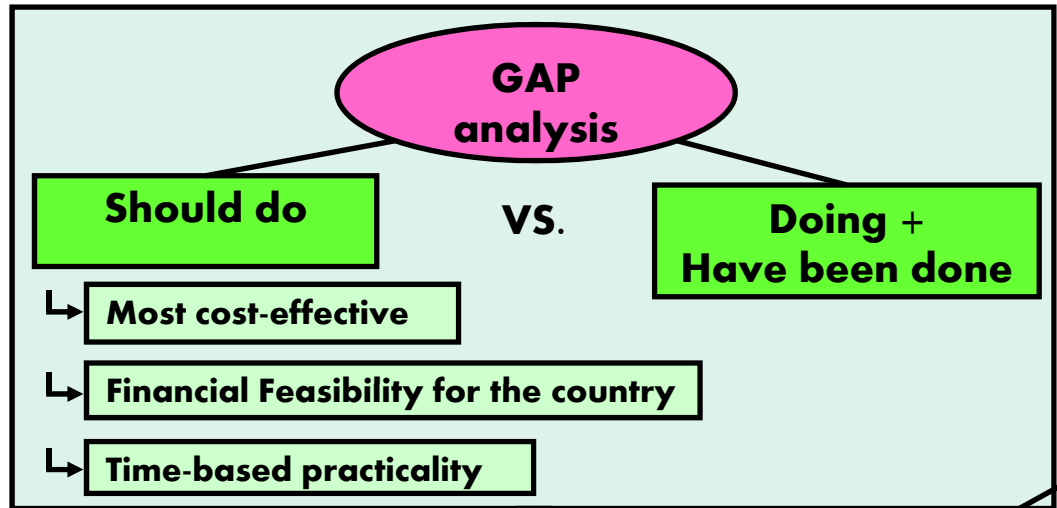 GAP
analysis
Should do
VS.
Doing +
Have been done
Most cost-effective
Financial Feasibility for the country
Time-based practicality